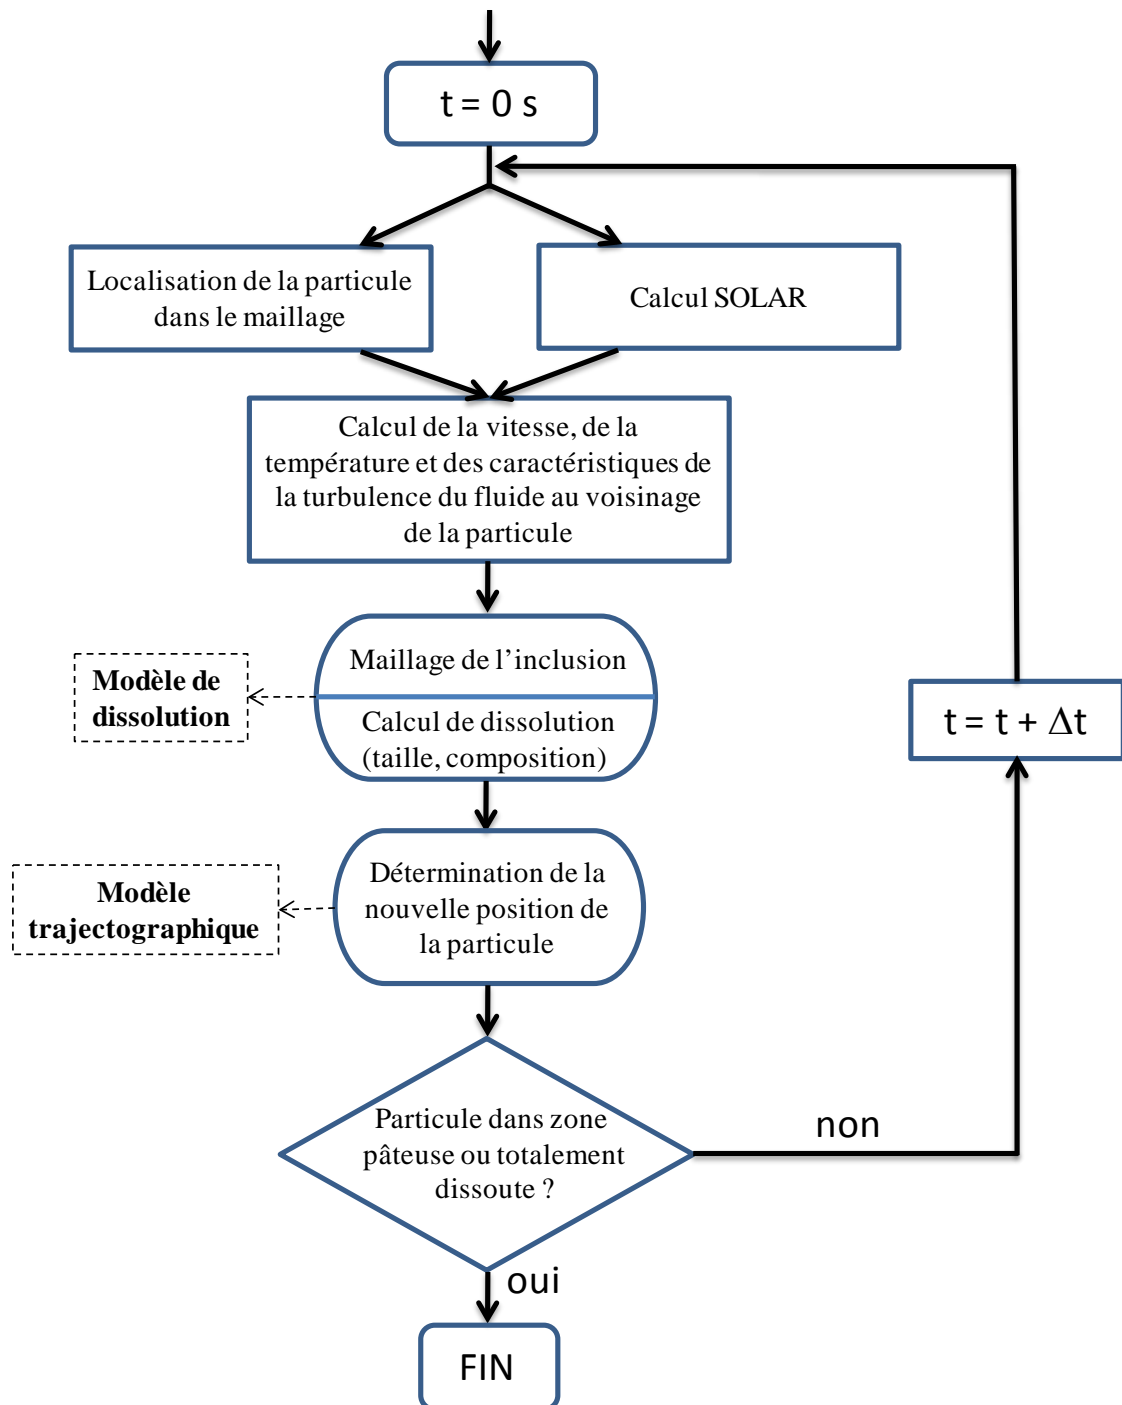 t = 0 s
Localisation de la particule
dans le maillage
Calcul SOLAR
Calcul de la vitesse, de la
température et des caractéristiques de
la turbulence du fluide au voisinage
de la particule
Maillage de l’inclusion
Modèle de
dissolution
Calcul de dissolution
(taille, composition)
t = t + Δt
Modèle
trajectographique
Détermination de la
nouvelle position de
la particule
Particule dans zone
pâteuse ou totalement
dissoute ?
non
oui
FIN